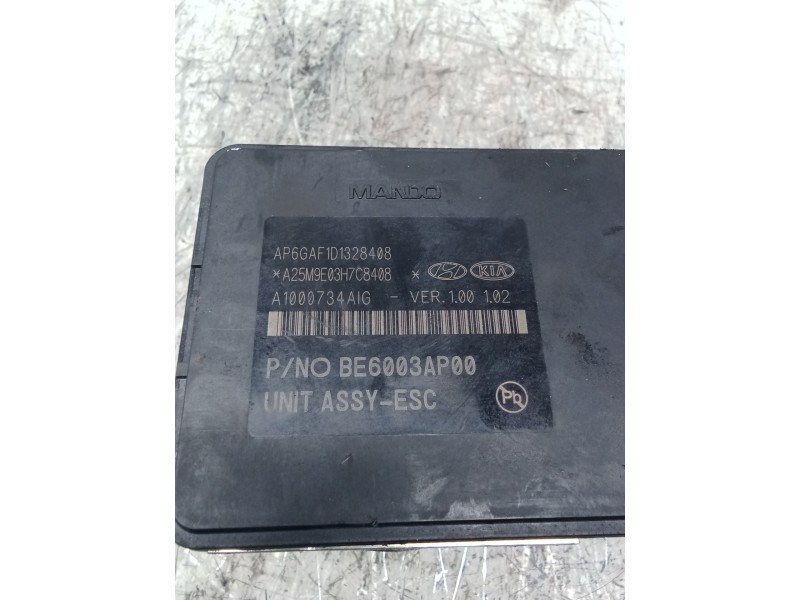 MANDO
AP6GAF1D1328408
*A25M9E03H7C8408 * KIA
A1000734AIG - VER.1.00 1.02
P/NO BE6003AP00
UNIT ASSY-ESC Pb